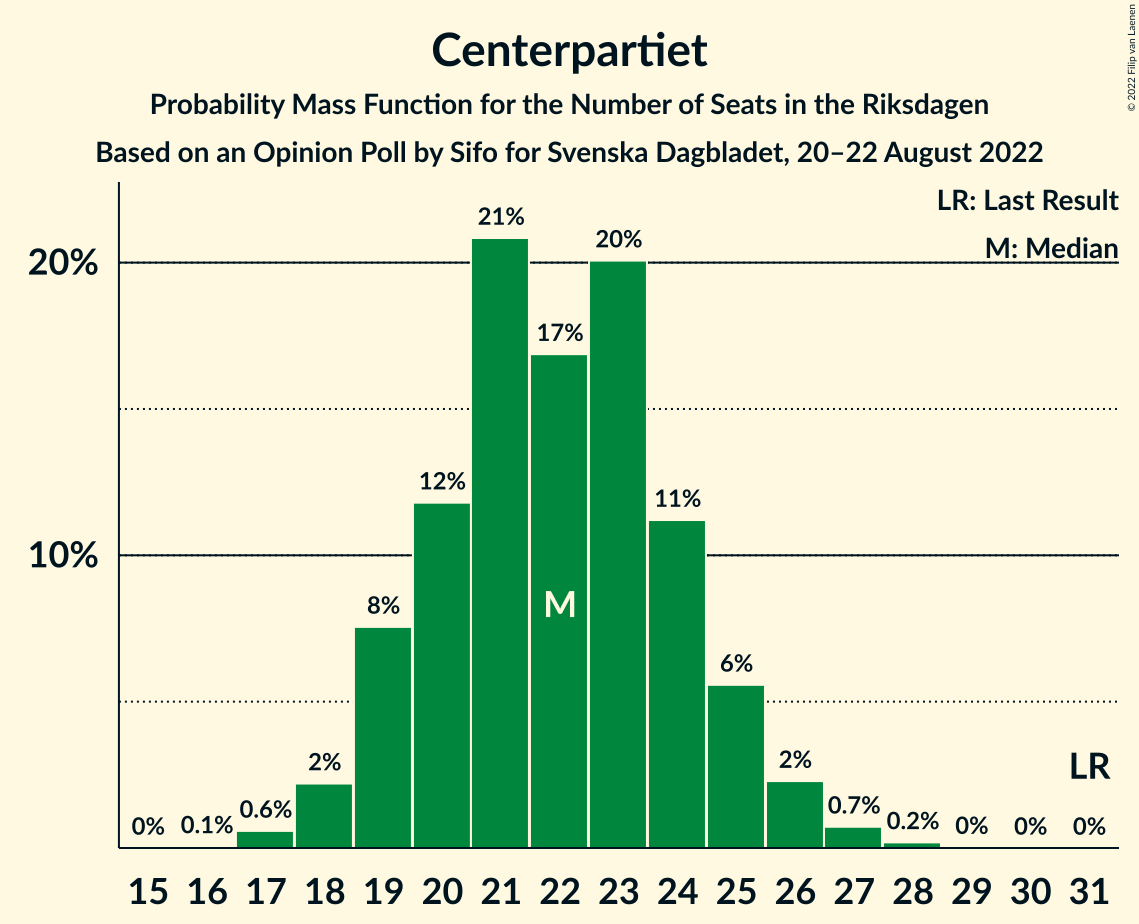 Centerpartiet
Probability Mass Function for the Number of Seats in the Riksdagen
Based on an Opinion Poll by Sifo for Svenska Dagbladet, 20–22 August 2022
© 2022 Filip van Laenen
LR: Last Result
M: Median
20%
10%
0%
0.1%
0.6%
2%
8%
12%
21%
17%
20%
11%
6%
2%
0.7%
0.2%
0%
0%
0%
M
LR
15 16 17 18 19 20 21 22 23 24 25 26 27 28 29 30 31